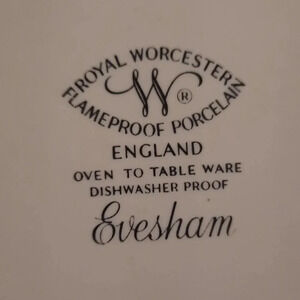 ROYAL WORCESTER
W ®
FLAMEPROOF PORCELAIN
ENGLAND
OVEN TO TABLE WARE
DISHWASHER PROOF
Evesham